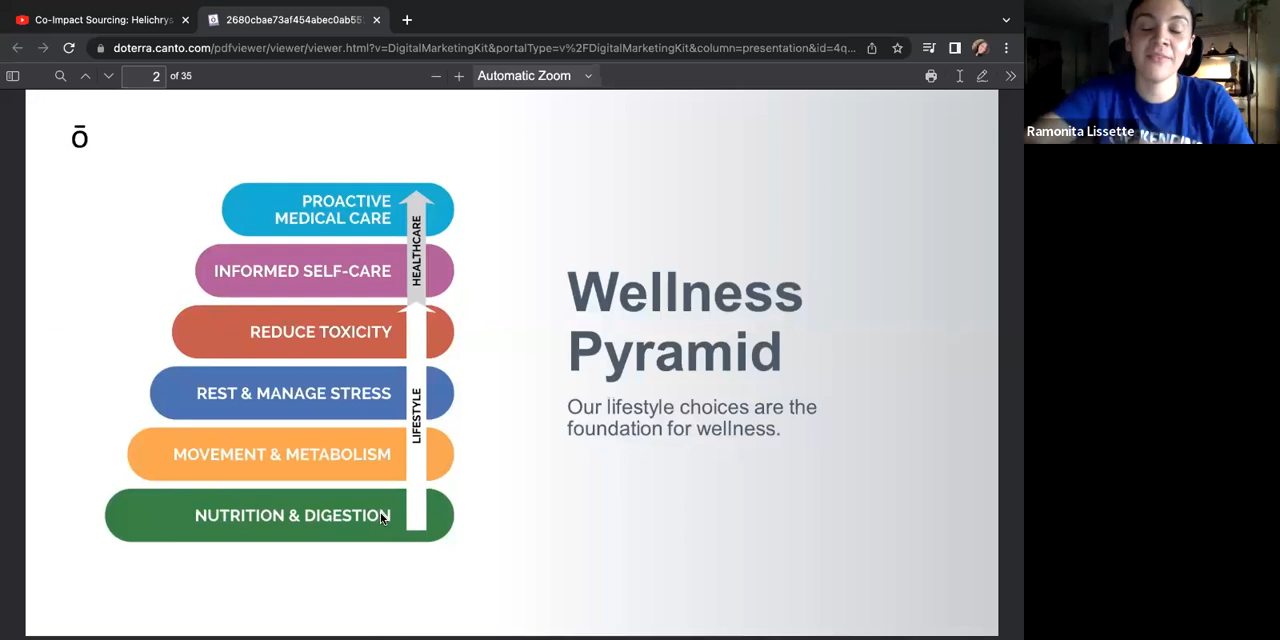 Co-Impact Sourcing: Helichrys
2680cbae73af454abec0ab55
doterra.canto.com/pdfviewer/viewer/viewer.html?v=DigitalMarketingKit&portalType=v%2FDigitalMarketingKit&column=presentation&id=4q...
2 of 35
Automatic Zoom
ō
PROACTIVE
MEDICAL CARE
INFORMED SELF-CARE
REDUCE TOXICITY
REST & MANAGE STRESS
MOVEMENT & METABOLISM
NUTRITION & DIGESTION
HEALTHCARE
LIFESTYLE
Wellness
Pyramid
Our lifestyle choices are the
foundation for wellness.
Ramonita Lissette